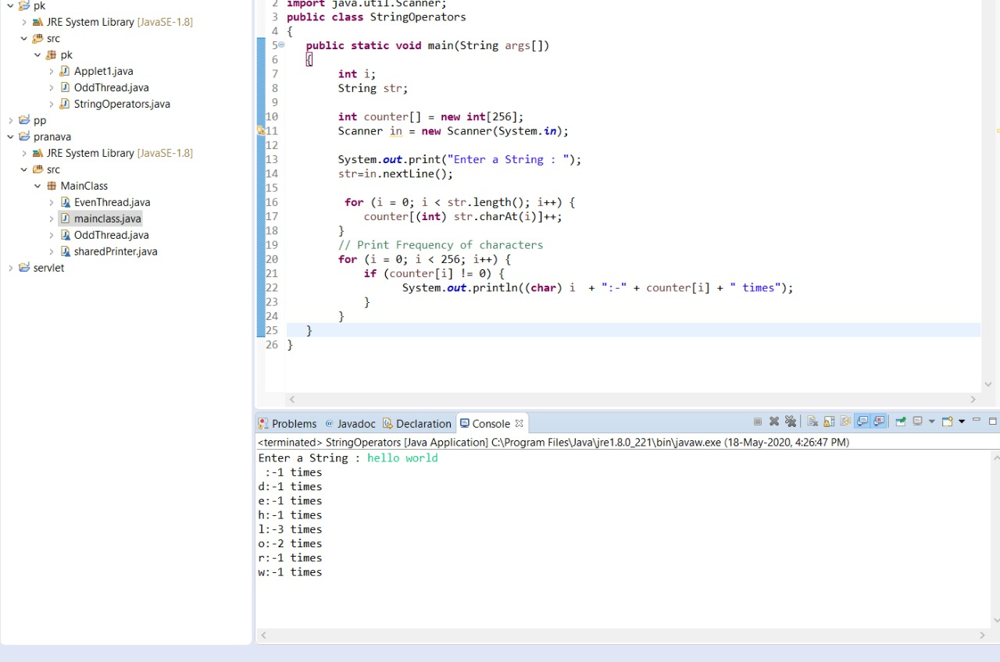 pk
JRE System Library [JavaSE-1.8]
src
pk
Applet1.java
OddThread.java
StringOperators.java
pp
pranava
JRE System Library [JavaSE-1.8]
src
MainClass
EvenThread.java
mainclass.java
OddThread.java
sharedPrinter.java
servlet
2 import java.util.Scanner;
3 public class StringOperators
4 {
5 public static void main(String args[])
6 {
7 int i;
8 String str;
9
10 int counter[] = new int[256];
11 Scanner in = new Scanner(System.in);
12
13 System.out.print("Enter a String : ");
14 str=in.nextLine();
15
16 for (i = 0; i < str.length(); i++) {
17 counter[(int) str.charAt(i)]++;
18 }
19 // Print Frequency of characters
20 for (i = 0; i < 256; i++) {
21 if (counter[i] != 0) {
22 System.out.println((char) i  + ":-" + counter[i] + " times");
23 }
24 }
25 }
26 }
Problems @ Javadoc Declaration Console
<terminated> StringOperators [Java Application] C:\Program Files\Java\jre1.8.0_221\bin\javaw.exe (18-May-2020, 4:26:47 PM)
Enter a String : hello world
 :-1 times
d:-1 times
e:-1 times
h:-1 times
l:-3 times
o:-2 times
r:-1 times
w:-1 times